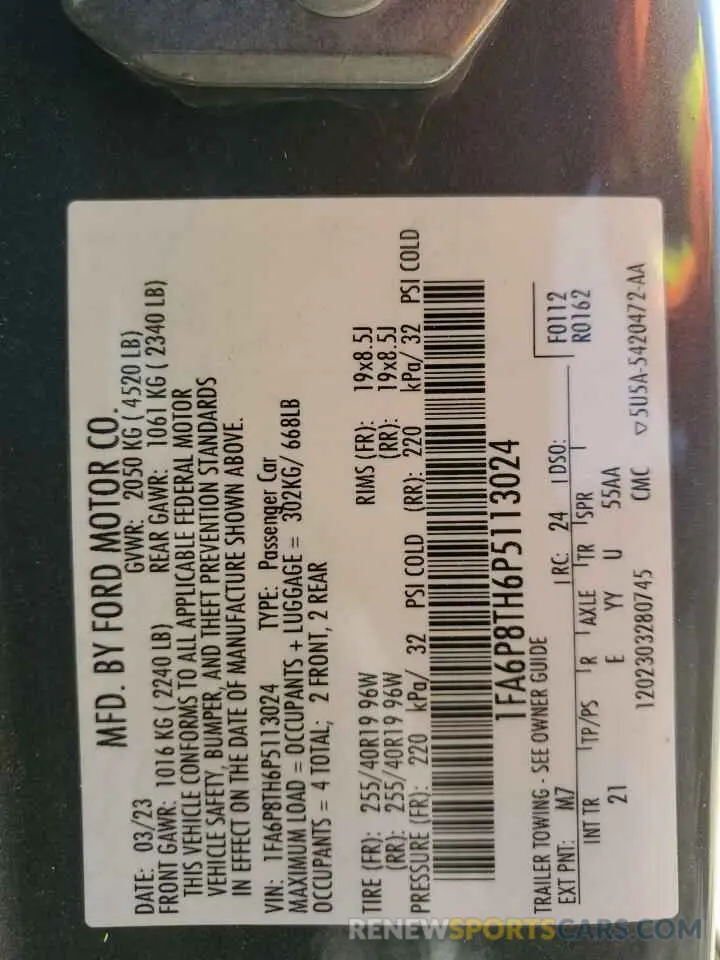 MFD. BY FORD MOTOR CO.
DATE: 03/23 GVWR: 2050 KG ( 4520 LB)
FRONT GAWR: 1016 KG ( 2240 LB) REAR GAWR: 1061 KG ( 2340 LB)
THIS VEHICLE CONFORMS TO ALL APPLICABLE FEDERAL MOTOR
VEHICLE SAFETY, BUMPER, AND THEFT PREVENTION STANDARDS
IN EFFECT ON THE DATE OF MANUFACTURE SHOWN ABOVE.
VIN: 1FA6P8TH6P5113024 TYPE: Passenger Car
MAXIMUM LOAD = OCCUPANTS + LUGGAGE = 302KG/ 668LB
OCCUPANTS = 4 TOTAL; 2 FRONT, 2 REAR
TIRE (FR): 255/40R19 96W RIMS (FR): 19x8.5J
(RR): 255/40R19 96W (RR): 19x8.5J
PRESSURE (FR): 220 kPa/ 32 PSI COLD (RR): 220 kPa/ 32 PSI COLD
1FA6P8TH6P5113024
TRAILER TOWING - SEE OWNER GUIDE
F0112
EXT PNT: M7 RC: 24 DSO: R0162
INT TR TP/PS R AXLE TR SPR
21 E YY U 55AA
1202303280745 CMC ▽5U5A-5420472-AA
RENEWSPORTSCARS.COM